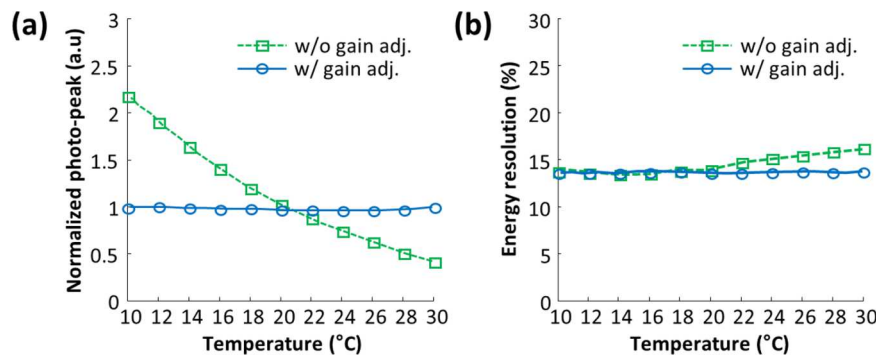 (a)
Normalized photo-peak (a.u)
3
2.5
2
1.5
1
0.5
0
w/o gain adj.
w/ gain adj.
10 12 14 16 18 20 22 24 26 28 30
Temperature (°C)
(b)
Energy resolution (%)
30
25
20
15
10
5
0
w/o gain adj.
w/ gain adj.
10 12 14 16 18 20 22 24 26 28 30
Temperature (°C)